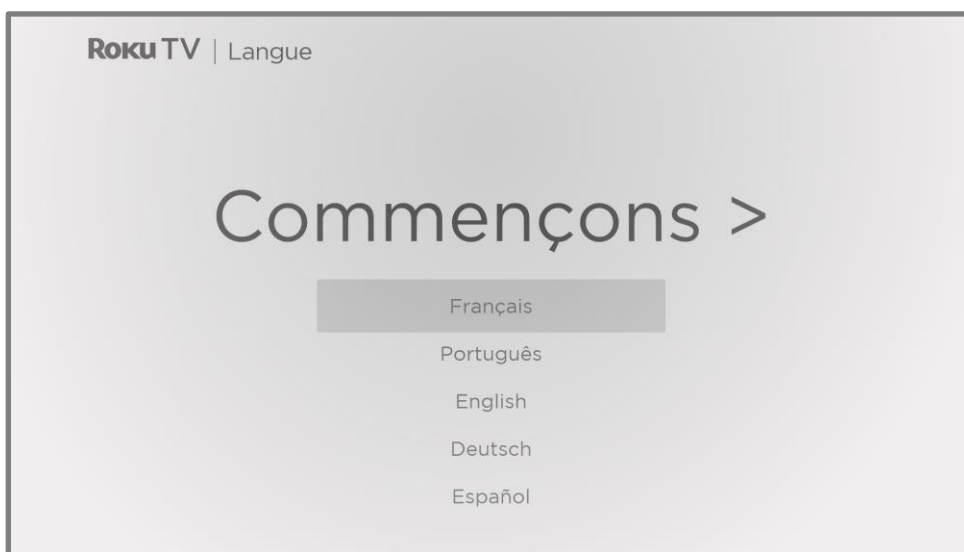 Roku TV | Langue
Commençons >
Français
Português
English
Deutsch
Español